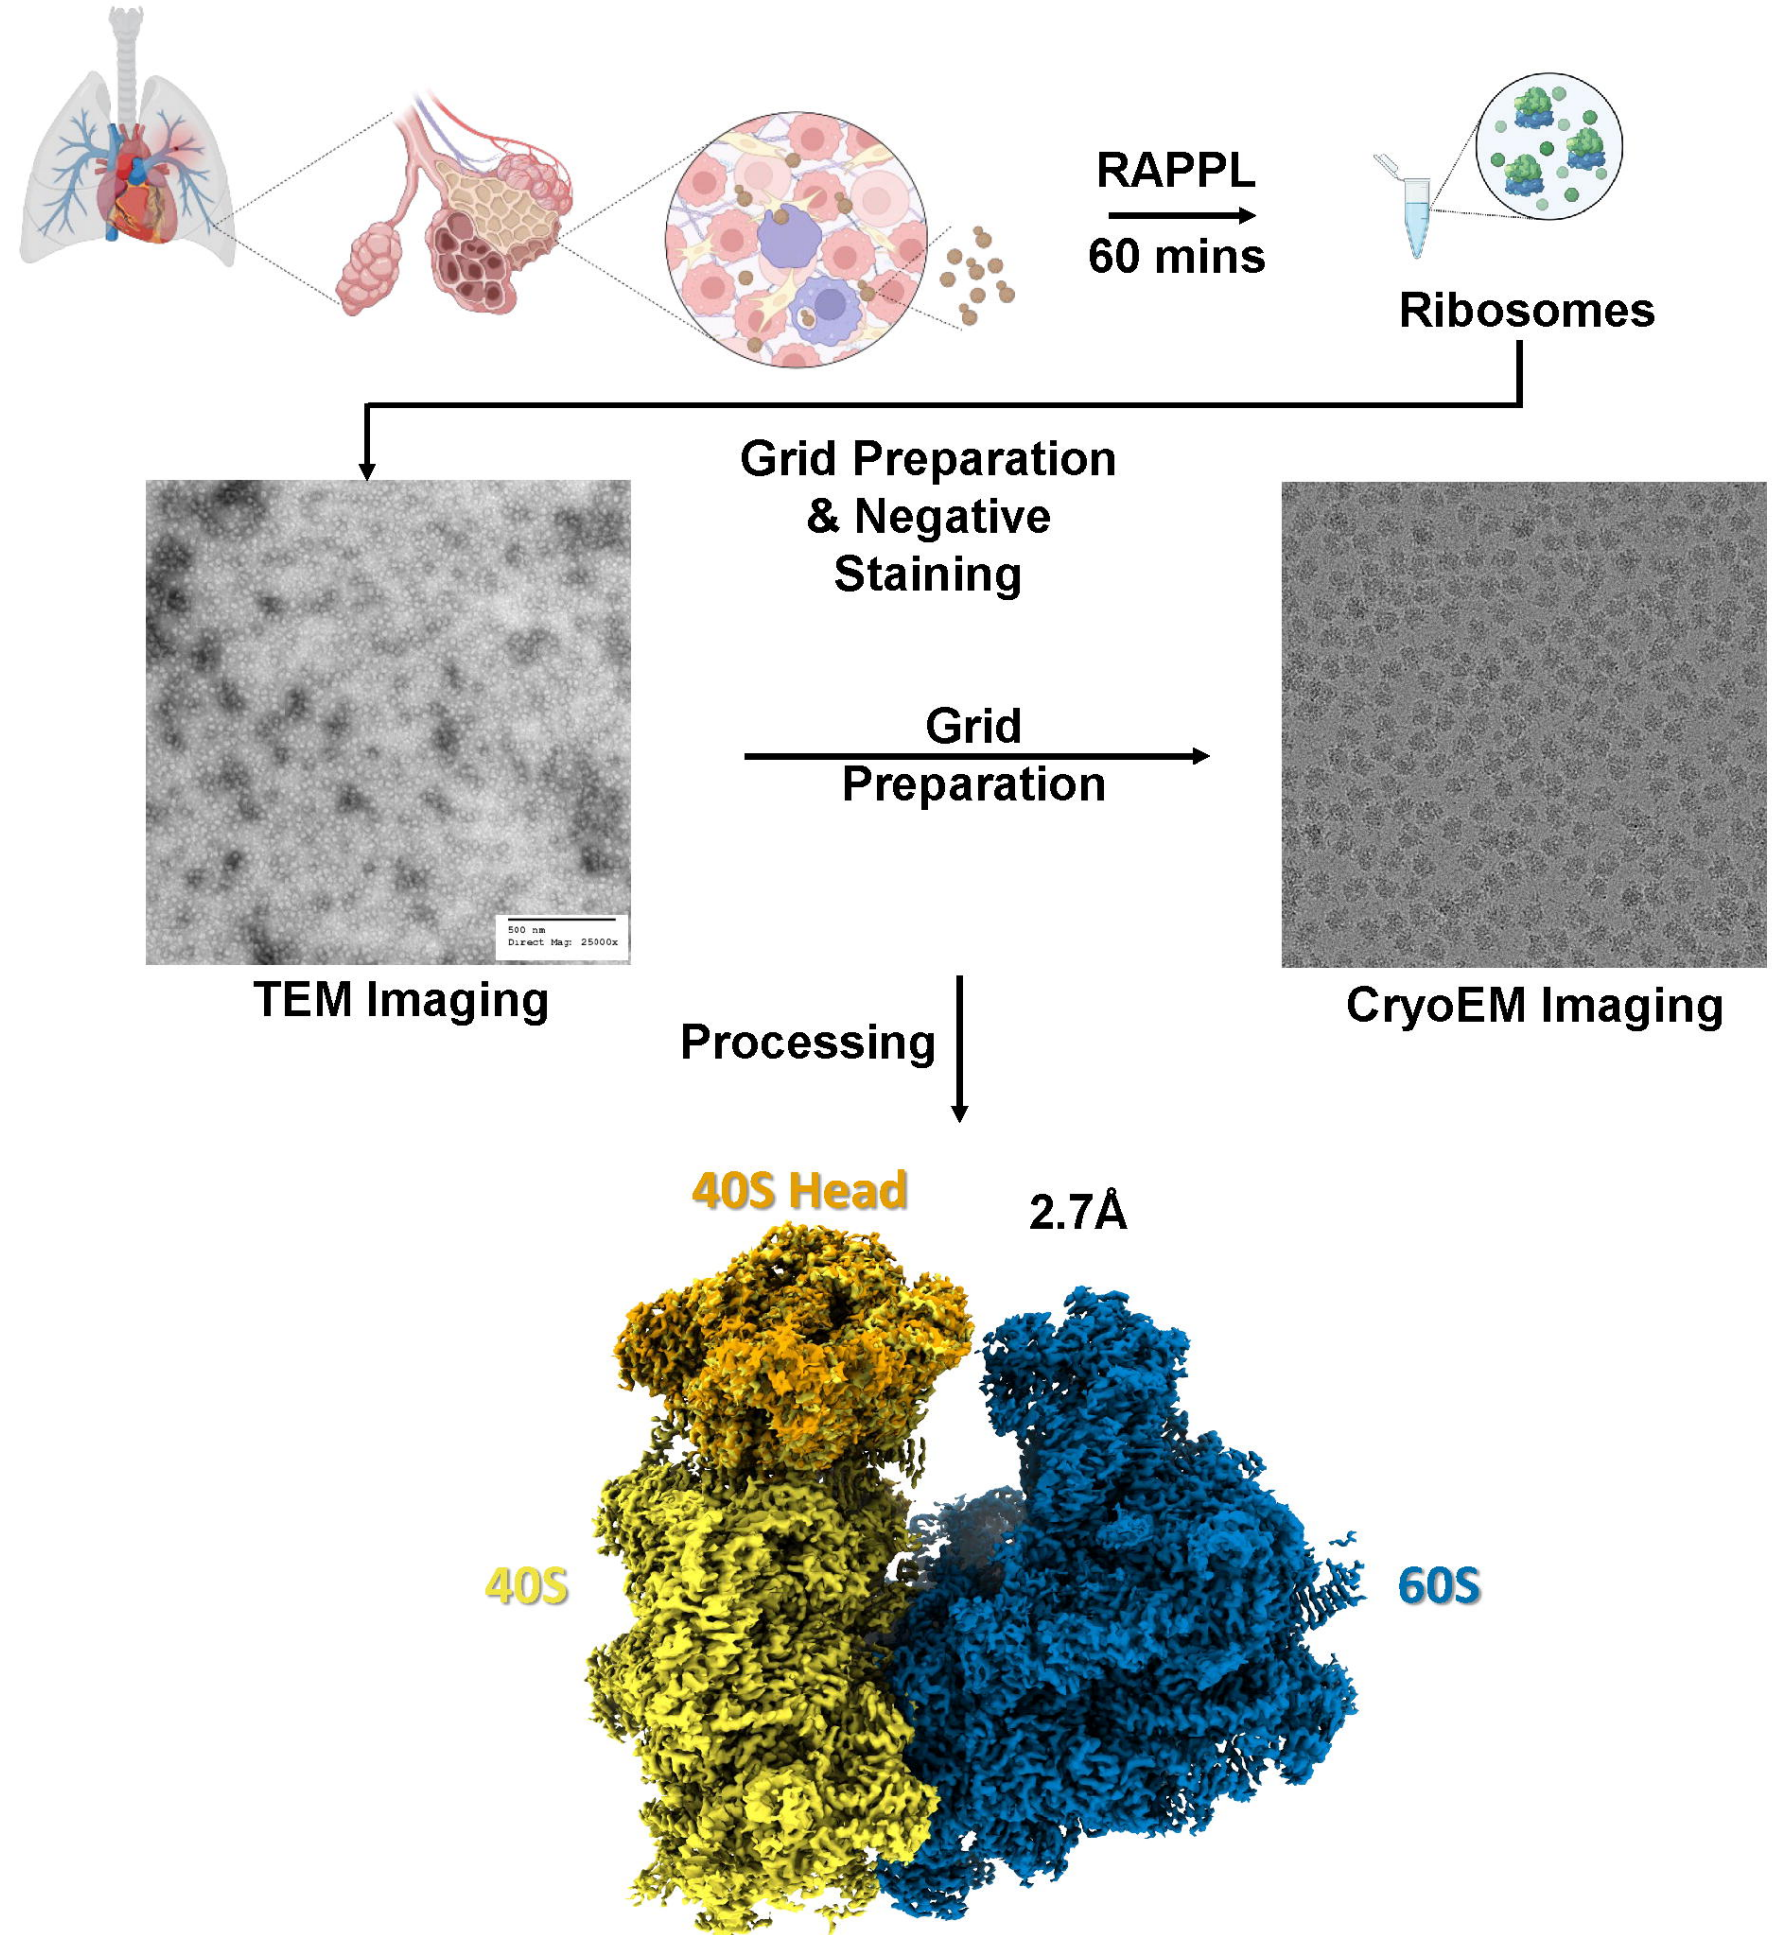 RAPPL
60 mins
Ribosomes
Grid Preparation
& Negative
Staining
Grid
Preparation
500 nm
Direct Mag: 25000x
TEM Imaging
CryoEM Imaging
Processing
40S Head
2.7Å
40S
60S